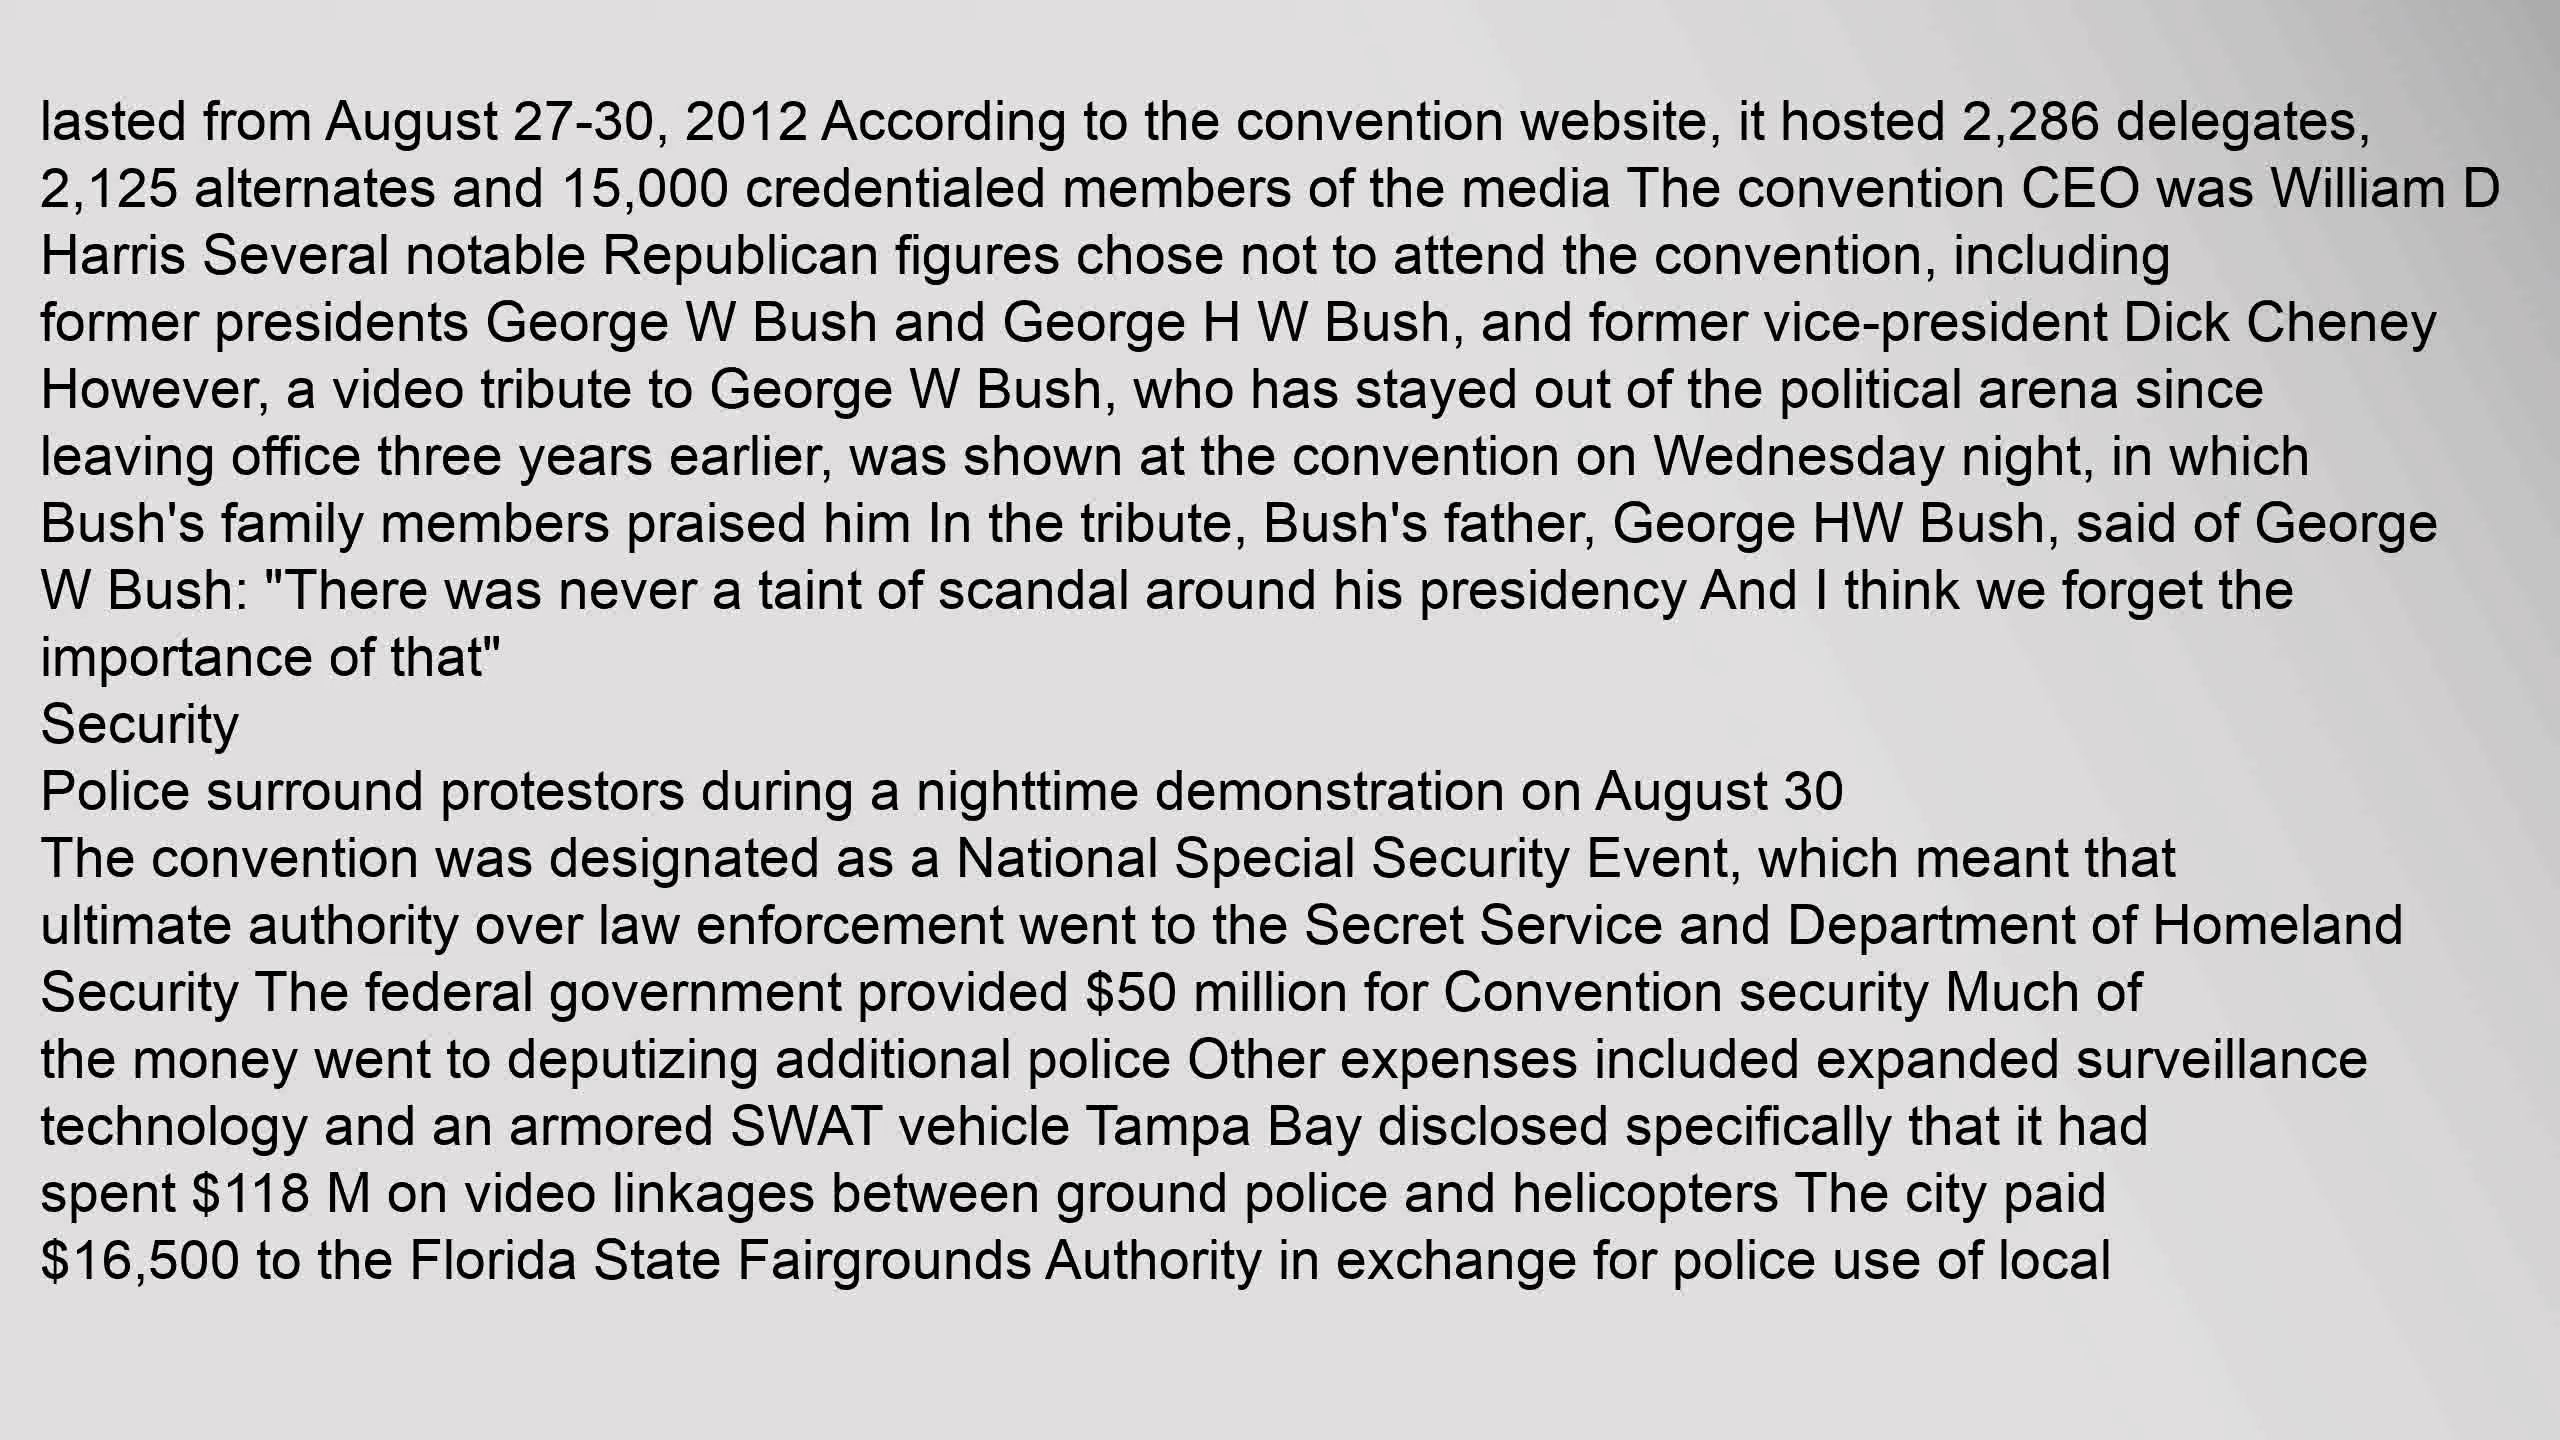 lasted from August 27-30, 2012 According to the convention website, it hosted 2,286 delegates,
2,125 alternates and 15,000 credentialed members of the media The convention CEO was William D
Harris Several notable Republican figures chose not to attend the convention, including
former presidents George W Bush and George H W Bush, and former vice-president Dick Cheney
However, a video tribute to George W Bush, who has stayed out of the political arena since
leaving office three years earlier, was shown at the convention on Wednesday night, in which
Bush's family members praised him In the tribute, Bush's father, George HW Bush, said of George
W Bush: "There was never a taint of scandal around his presidency And I think we forget the
importance of that"
Security
Police surround protestors during a nighttime demonstration on August 30
The convention was designated as a National Special Security Event, which meant that
ultimate authority over law enforcement went to the Secret Service and Department of Homeland
Security The federal government provided $50 million for Convention security Much of
the money went to deputizing additional police Other expenses included expanded surveillance
technology and an armored SWAT vehicle Tampa Bay disclosed specifically that it had
spent $118 M on video linkages between ground police and helicopters The city paid
$16,500 to the Florida State Fairgrounds Authority in exchange for police use of local